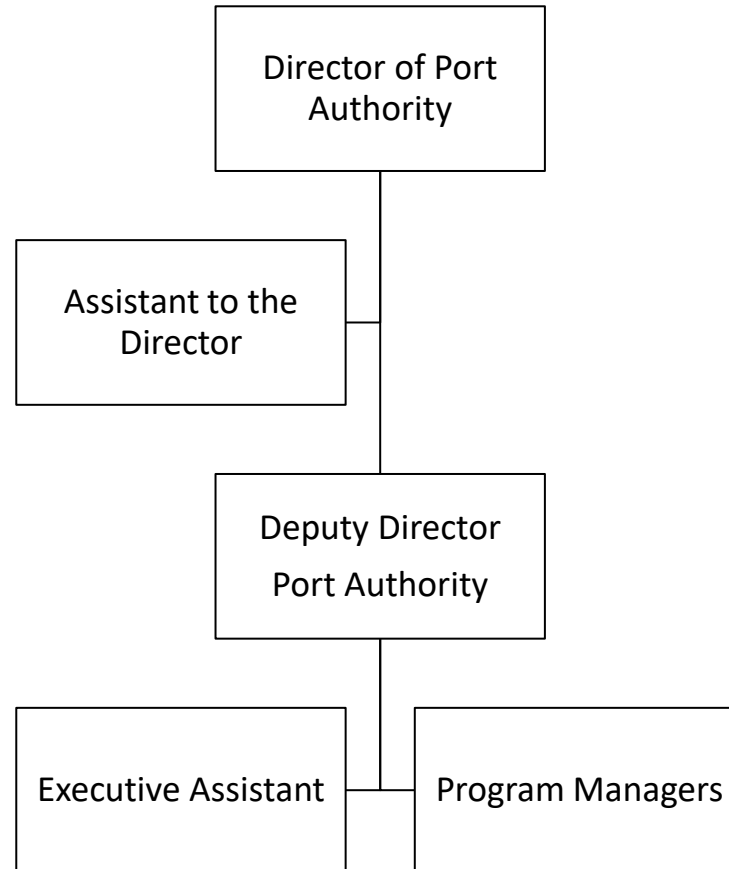 Director of Port
Authority
Assistant to the
Director
Deputy Director
Port Authority
Executive Assistant
Program Managers